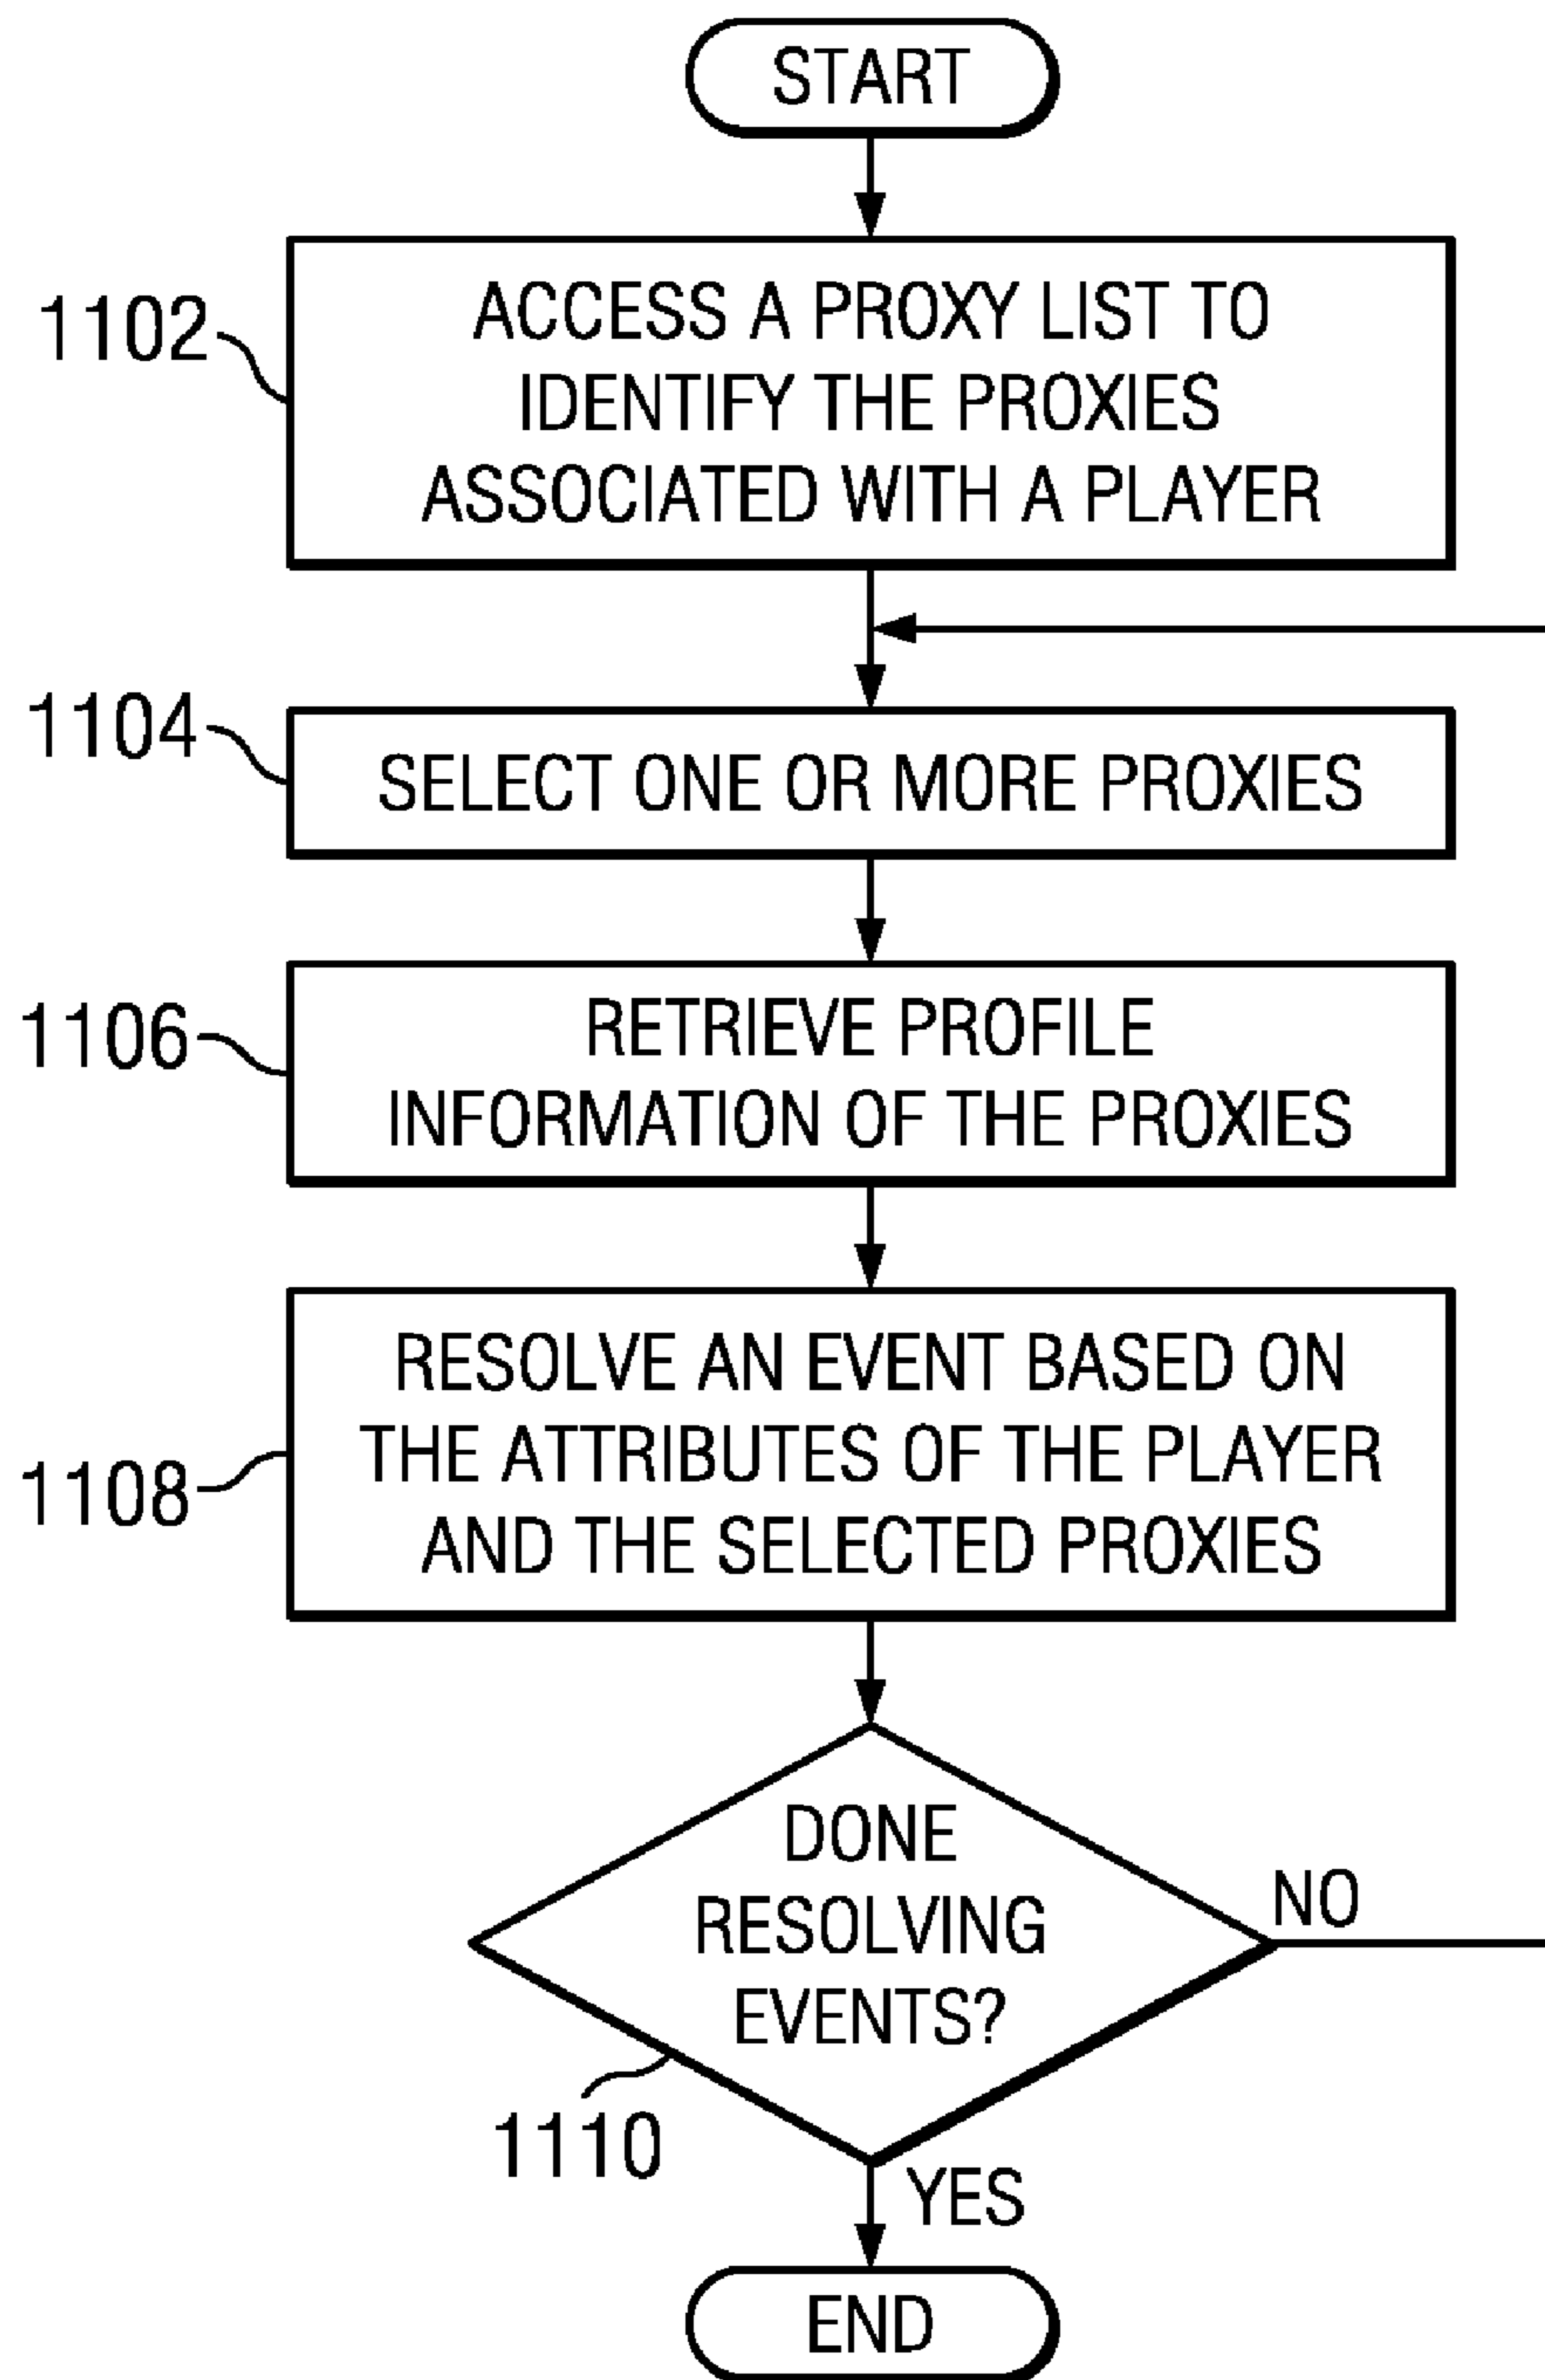 START
1102
ACCESS A PROXY LIST TO
IDENTIFY THE PROXIES
ASSOCIATED WITH A PLAYER
1104
SELECT ONE OR MORE PROXIES
1106
RETRIEVE PROFILE
INFORMATION OF THE PROXIES
1108
RESOLVE AN EVENT BASED ON
THE ATTRIBUTES OF THE PLAYER
AND THE SELECTED PROXIES
DONE
RESOLVING
EVENTS?
NO
1110
YES
END